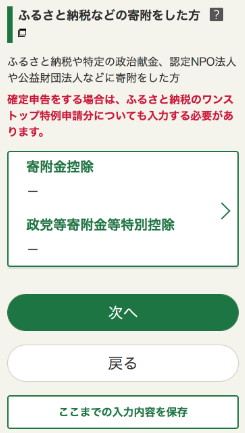 ふるさと納税などの寄附をした方 ?
ふるさと納税や特定の政治献金、認定NPO法人
や公益財団法人などに寄附をした方
確定申告をする場合は、ふるさと納税のワンス
トップ特例申請分についても入力する必要があ
ります。
寄附金控除
―
政党等寄附金等特別控除
―
次へ
戻る
ここまでの入力内容を保存